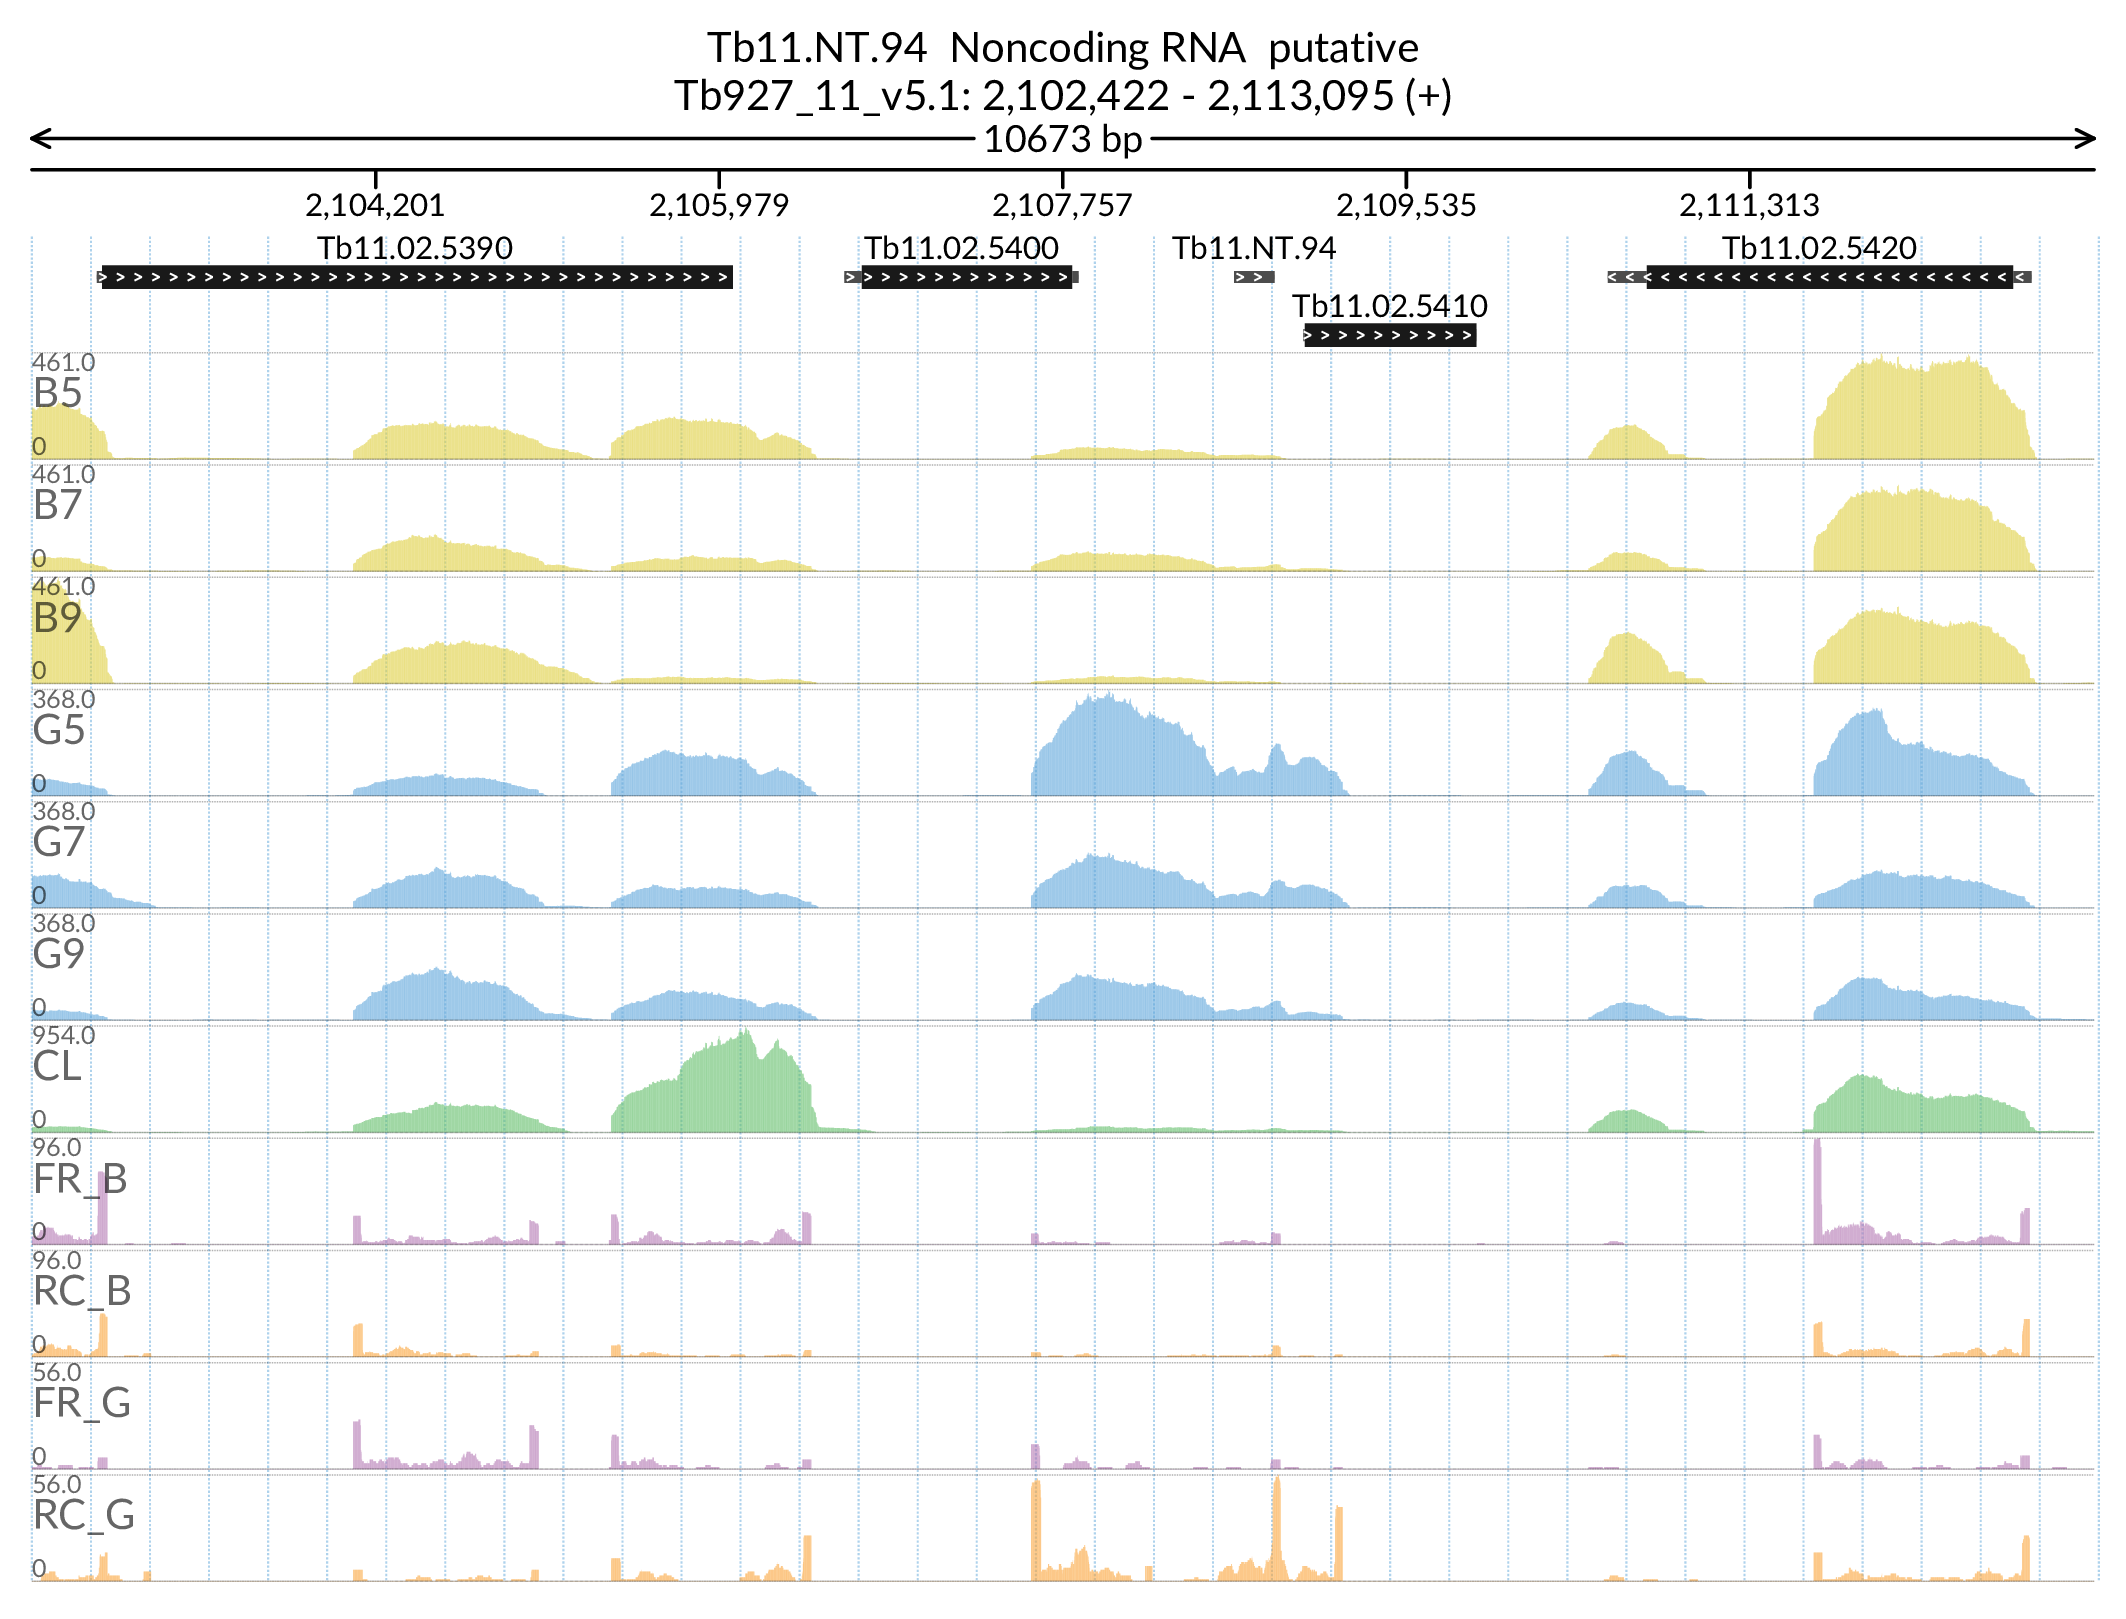 Tb11.NT.94 Noncoding RNA putative
Tb927_11_v5.1: 2,102,422 - 2,113,095 (+)
10673 bp
2,104,201 2,105,979 2,107,757 2,109,535 2,111,313
Tb11.02.5390 Tb11.02.5400 Tb11.NT.94 Tb11.02.5420
Tb11.02.5410
461.0
B5
0
461.0
B7
0
461.0
B9
0
368.0
G5
0
368.0
G7
0
368.0
G9
0
954.0
CL
0
96.0
FR_B
0
96.0
RC_B
0
56.0
FR_G
0
56.0
RC_G
0